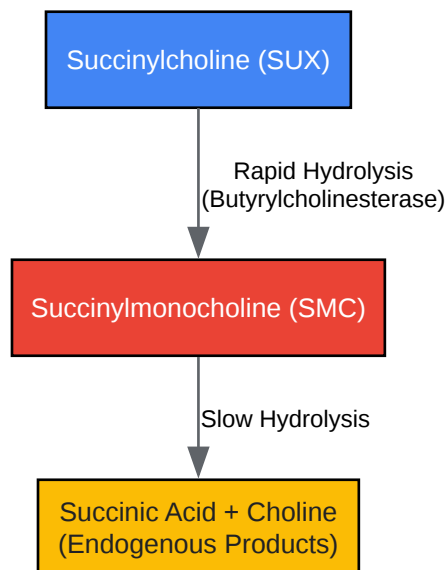 Succinylcholine (SUX)
Rapid Hydrolysis
(Butyrylcholinesterase)
Succinylmonocholine (SMC)
Slow Hydrolysis
Succinic Acid + Choline
(Endogenous Products)